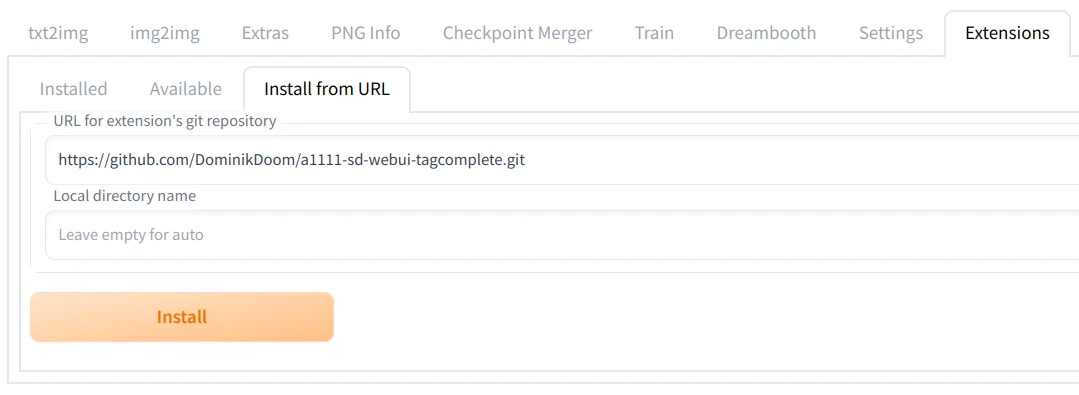 txt2img img2img Extras PNG Info Checkpoint Merger Train Dreambooth Settings Extensions
Installed Available Install from URL
URL for extension's git repository
https://github.com/DominikDoom/a1111-sd-webui-tagcomplete.git
Local directory name
Leave empty for auto
Install